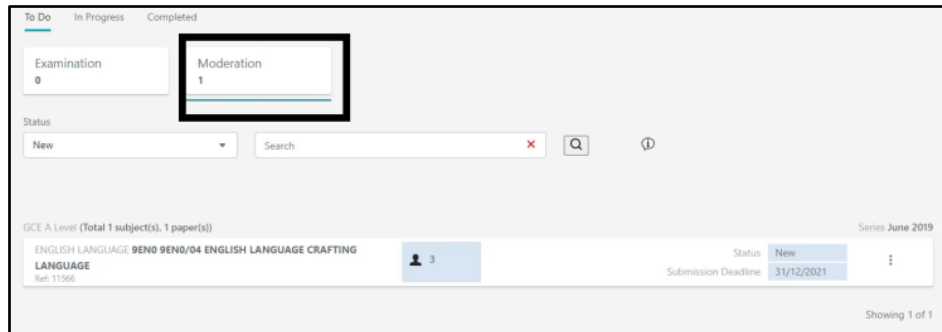 To Do In Progress Completed
Examination
0
Moderation
1
Status
New
Search
GCE A Level (Total 1 subject(s), 1 paper(s))
Series June 2019
ENGLISH LANGUAGE 9EN0 9EN0/04 ENGLISH LANGUAGE CRAFTING
LANGUAGE
Ref: 11566
3
Status New
Submission Deadline 31/12/2021
Showing 1 of 1